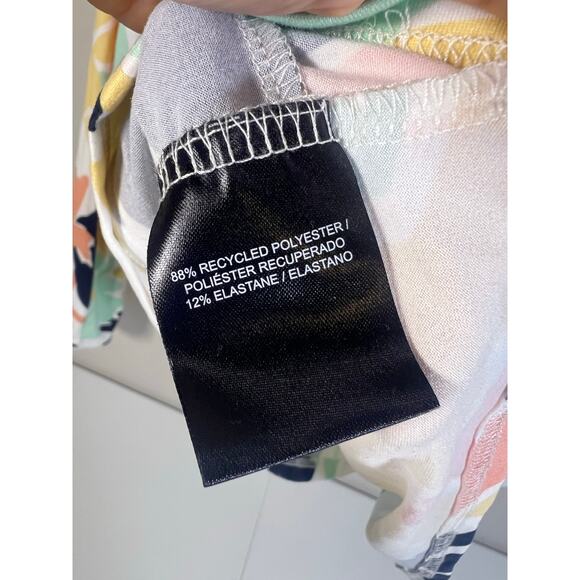 88% RECYCLED POLYESTER /
POLIÉSTER RECUPERADO
12% ELASTANE / ELASTANO